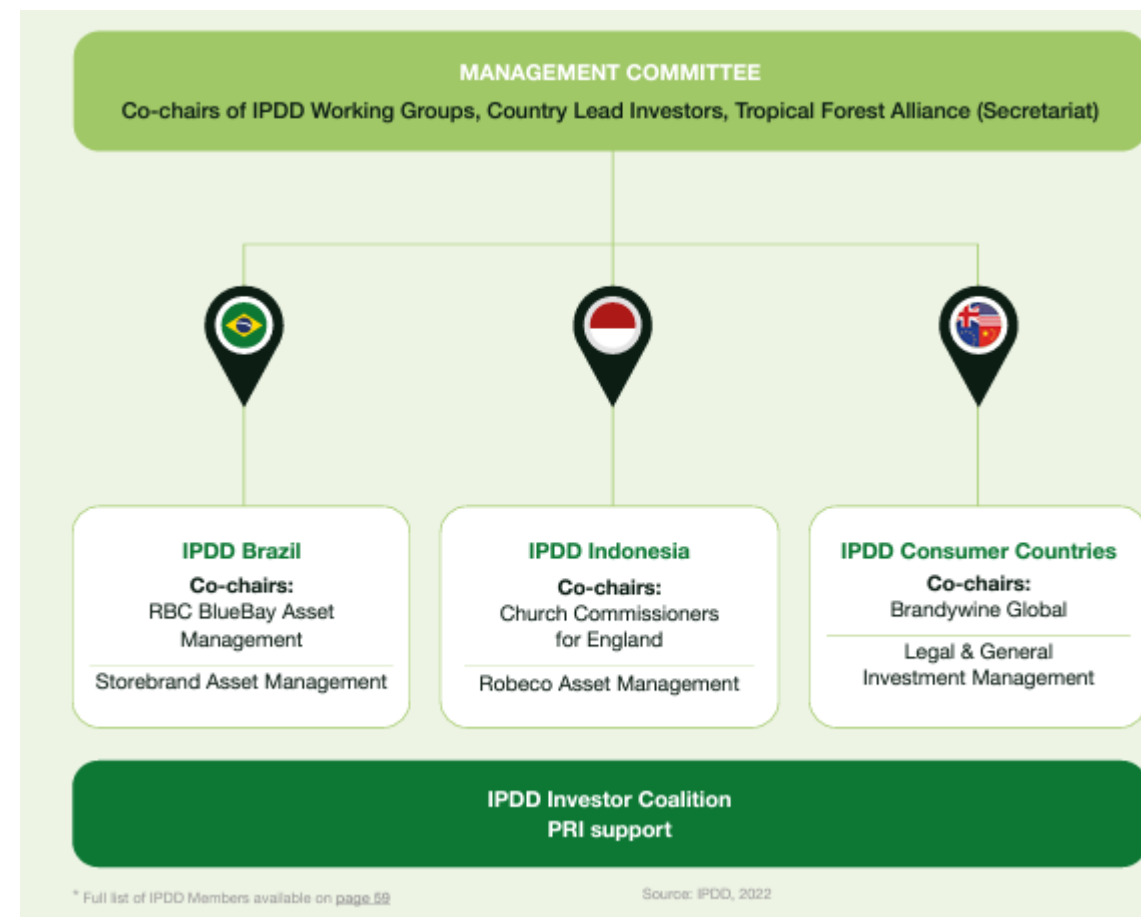 MANAGEMENT COMMITTEE
Co-chairs of IPDD Working Groups, Country Lead Investors, Tropical Forest Alliance (Secretariat)
IPDD Brazil
Co-chairs:
RBC BlueBay Asset
Management
Storebrand Asset Management
IPDD Indonesia
Co-chairs:
Church Commissioners
for England
Robeco Asset Management
IPDD Consumer Countries
Co-chairs:
Brandywine Global
Legal & General
Investment Management
IPDD Investor Coalition
PRI support
* Full list of IPDD Members available on page 59
Source: IPDD, 2022